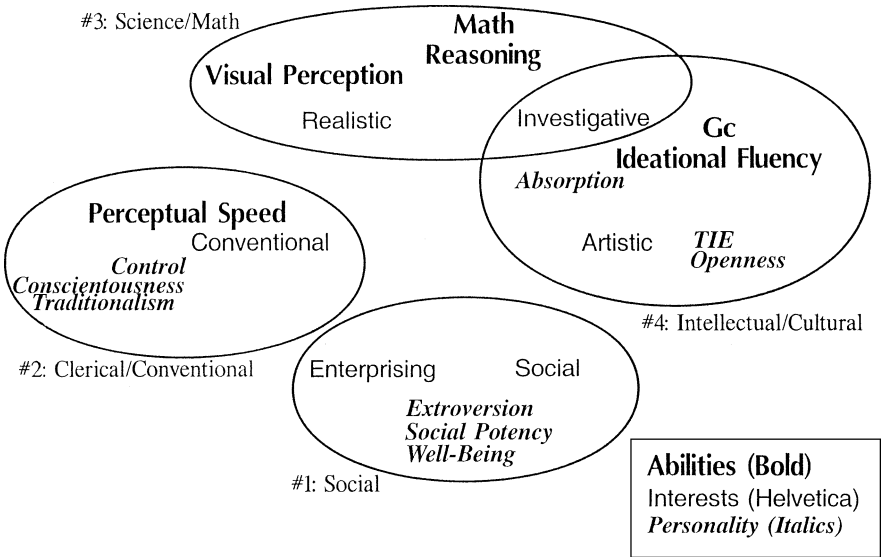 #3: Science/Math
Math
Reasoning
Visual Perception
Realistic
Investigative
Gc
Ideational Fluency
Absorption
Artistic
TIE
Openness
#4: Intellectual/Cultural
Perceptual Speed
Conventional
Control
Conscientousness
Traditionalism
#2: Clerical/Conventional
Enterprising
Social
Extroversion
Social Potency
Well-Being
#1: Social
Abilities (Bold)
Interests (Helvetica)
Personality (Italics)